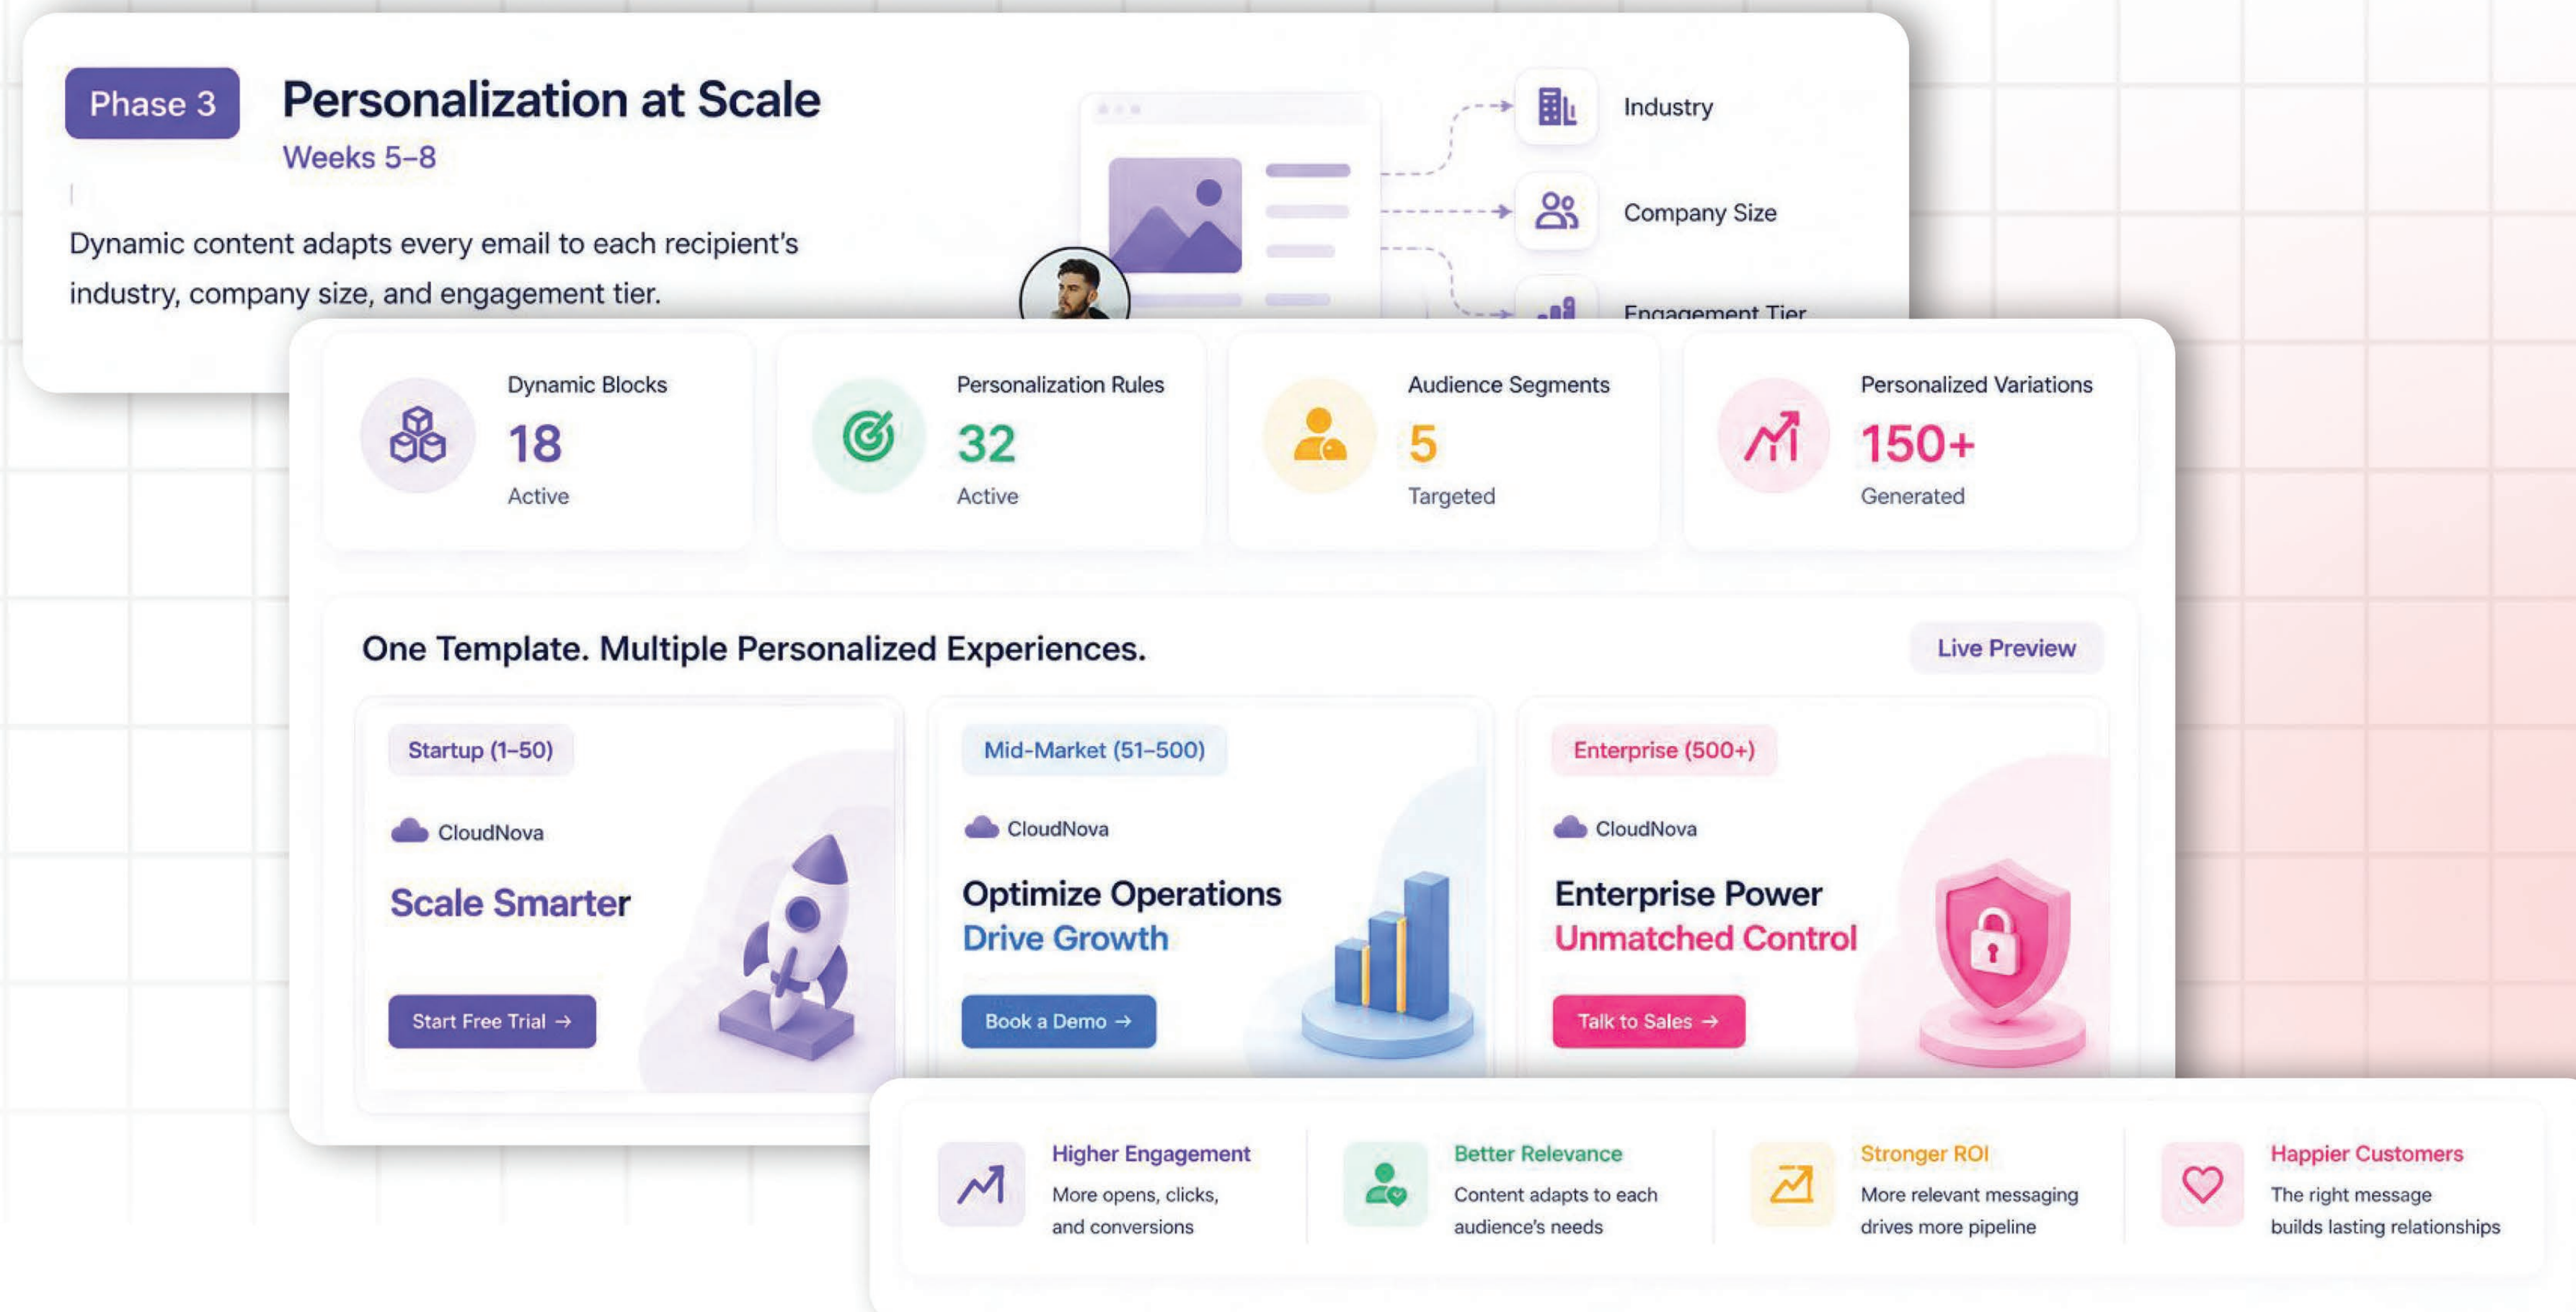 Phase 3
Personalization at Scale
Weeks 5–8
Dynamic content adapts every email to each recipient's
industry, company size, and engagement tier.
Industry
Company Size
Engagement Tier
Dynamic Blocks
18
Active
Personalization Rules
32
Active
Audience Segments
5
Targeted
Personalized Variations
150+
Generated
One Template. Multiple Personalized Experiences.
Live Preview
Startup (1–50)
CloudNova
Scale Smarter
Start Free Trial →
Mid-Market (51–500)
CloudNova
Optimize Operations
Drive Growth
Book a Demo →
Enterprise (500+)
CloudNova
Enterprise Power
Unmatched Control
Talk to Sales →
Higher Engagement
More opens, clicks,
and conversions
Better Relevance
Content adapts to each
audience's needs
Stronger ROI
More relevant messaging
drives more pipeline
Happier Customers
The right message
builds lasting relationships